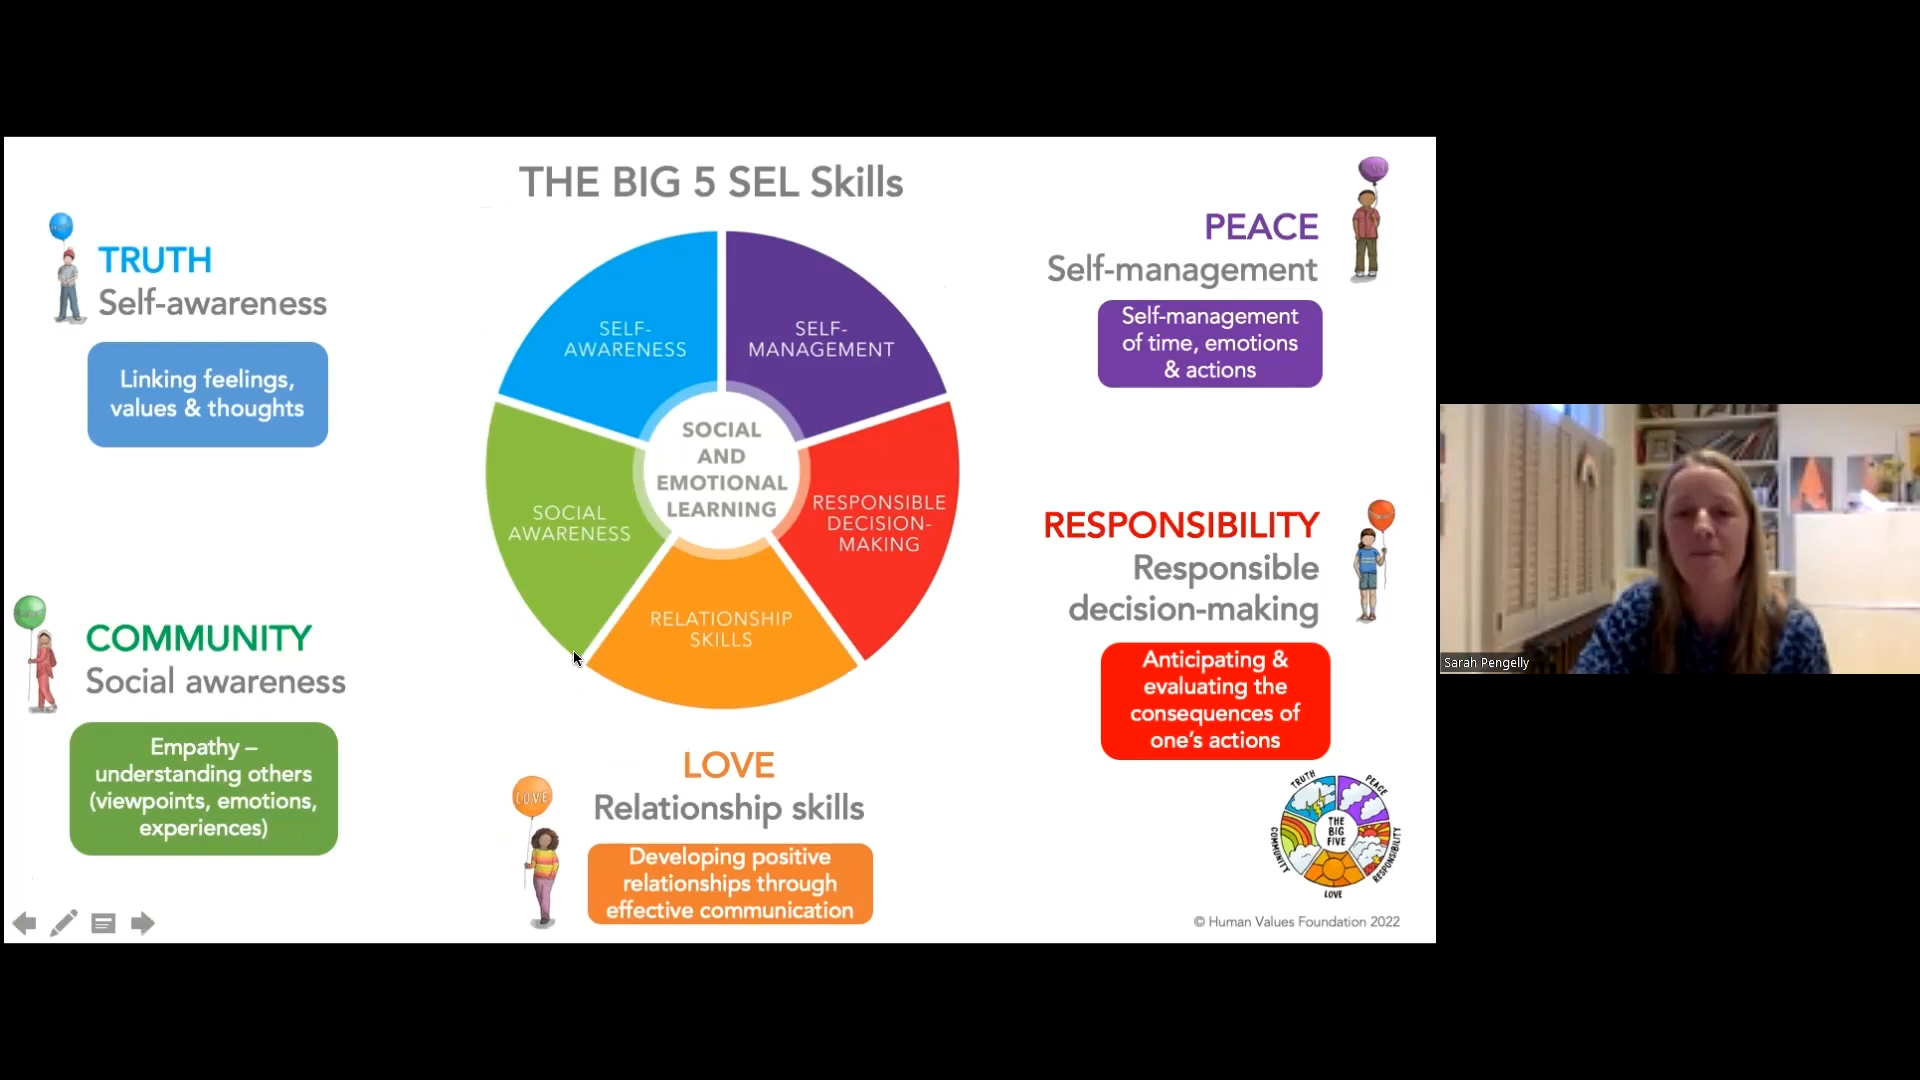 THE BIG 5 SEL Skills
TRUTH
Self-awareness
Linking feelings,
values & thoughts
COMMUNITY
Social awareness
Empathy –
understanding others
(viewpoints, emotions,
experiences)
SELF-
AWARENESS
SELF-
MANAGEMENT
SOCIAL
AND
EMOTIONAL
LEARNING
SOCIAL
AWARENESS
RESPONSIBLE
DECISION-
MAKING
RELATIONSHIP
SKILLS
LOVE
LOVE
Relationship skills
Developing positive
relationships through
effective communication
PEACE
Self-management
Self-management
of time, emotions
& actions
RESPONSIBILITY
Responsible
decision-making
Anticipating &
evaluating the
consequences of
one's actions
TRUTH
PEACE
THE
BIG
FIVE
COMMUNITY
RESPONSIBILITY
LOVE
© Human Values Foundation 2022
Sarah Pengelly